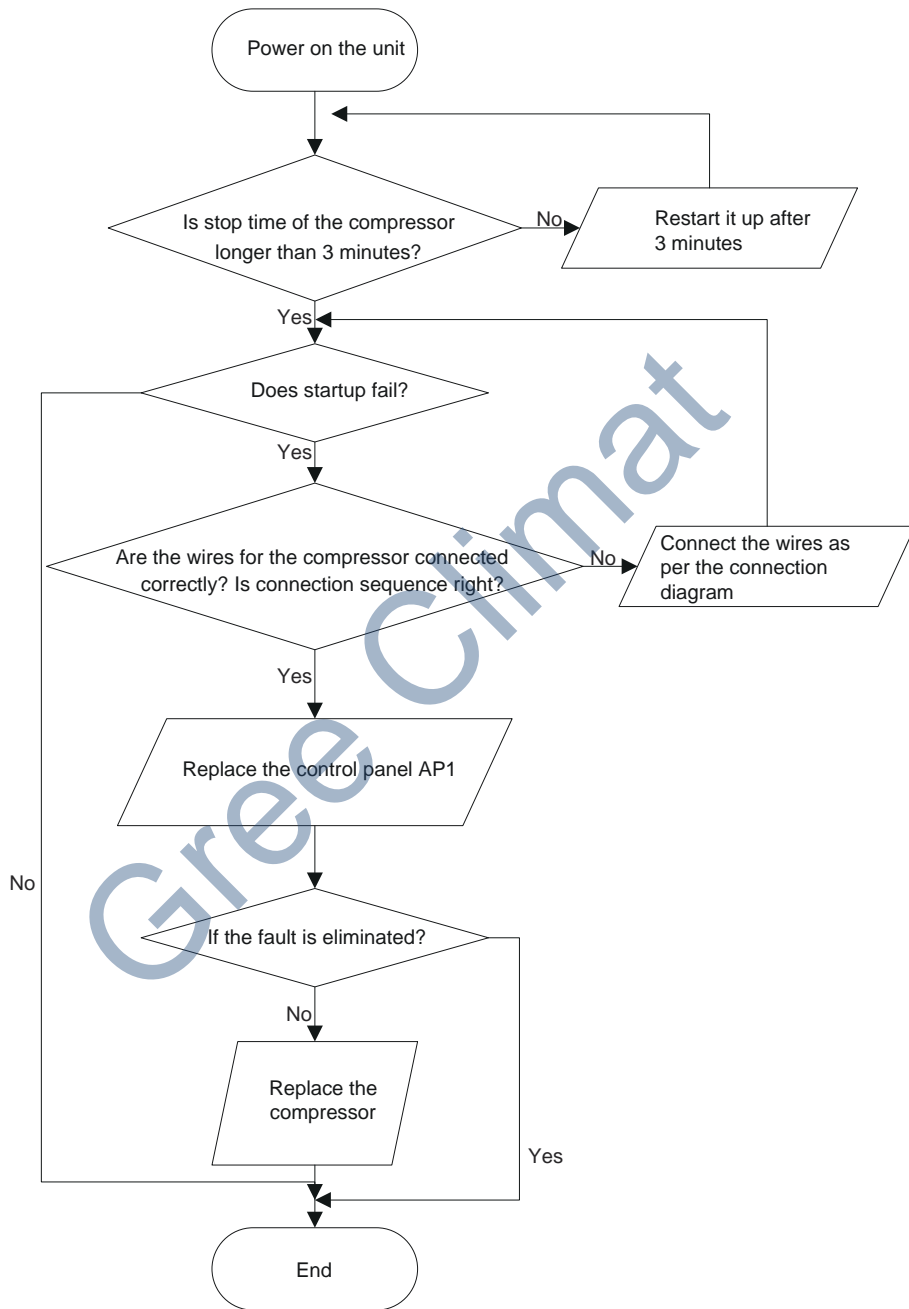 Power on the unit
Is stop time of the compressor
longer than 3 minutes?
No
Restart it up after
3 minutes
Yes
Does startup fail?
Yes
Are the wires for the compressor connected
correctly? Is connection sequence right?
No
Connect the wires as
per the connection
diagram
Yes
Replace the control panel AP1
No
If the fault is eliminated?
No
Replace the
compressor
Yes
End
Gree Climat